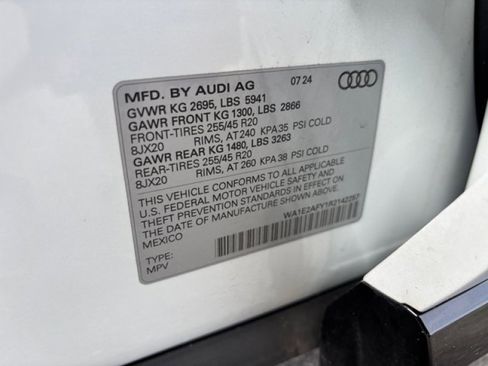 MFD. BY AUDI AG 07 24
GVWR KG 2695, LBS 5941
GAWR FRONT KG 1300, LBS 2866
FRONT-TIRES 255/45 R20
8JX20 RIMS, AT 240 KPA 35 PSI COLD
GAWR REAR KG 1480, LBS 3263
REAR-TIRES 255/45 R20
8JX20 RIMS, AT 260 KPA 38 PSI COLD
THIS VEHICLE CONFORMS TO ALL APPLICABLE
U.S. FEDERAL MOTOR VEHICLE SAFETY AND
THEFT PREVENTION STANDARDS IN EFFECT ON
THE DATE OF MANUFACTURE SHOWN ABOVE.
MEXICO WA1E2AFY1R2142257
TYPE:
MPV